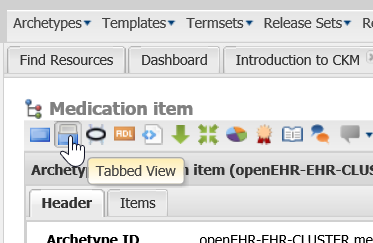 Archetypes Templates Termsets Release Sets Re
Find Resources Dashboard Introduction to CKM
Medication item
ADL
Archety item (openEHR-EHR-CLUS
Tabbed View
Header Items
Archetype ID openEHR-EHR-CLUSTER.me